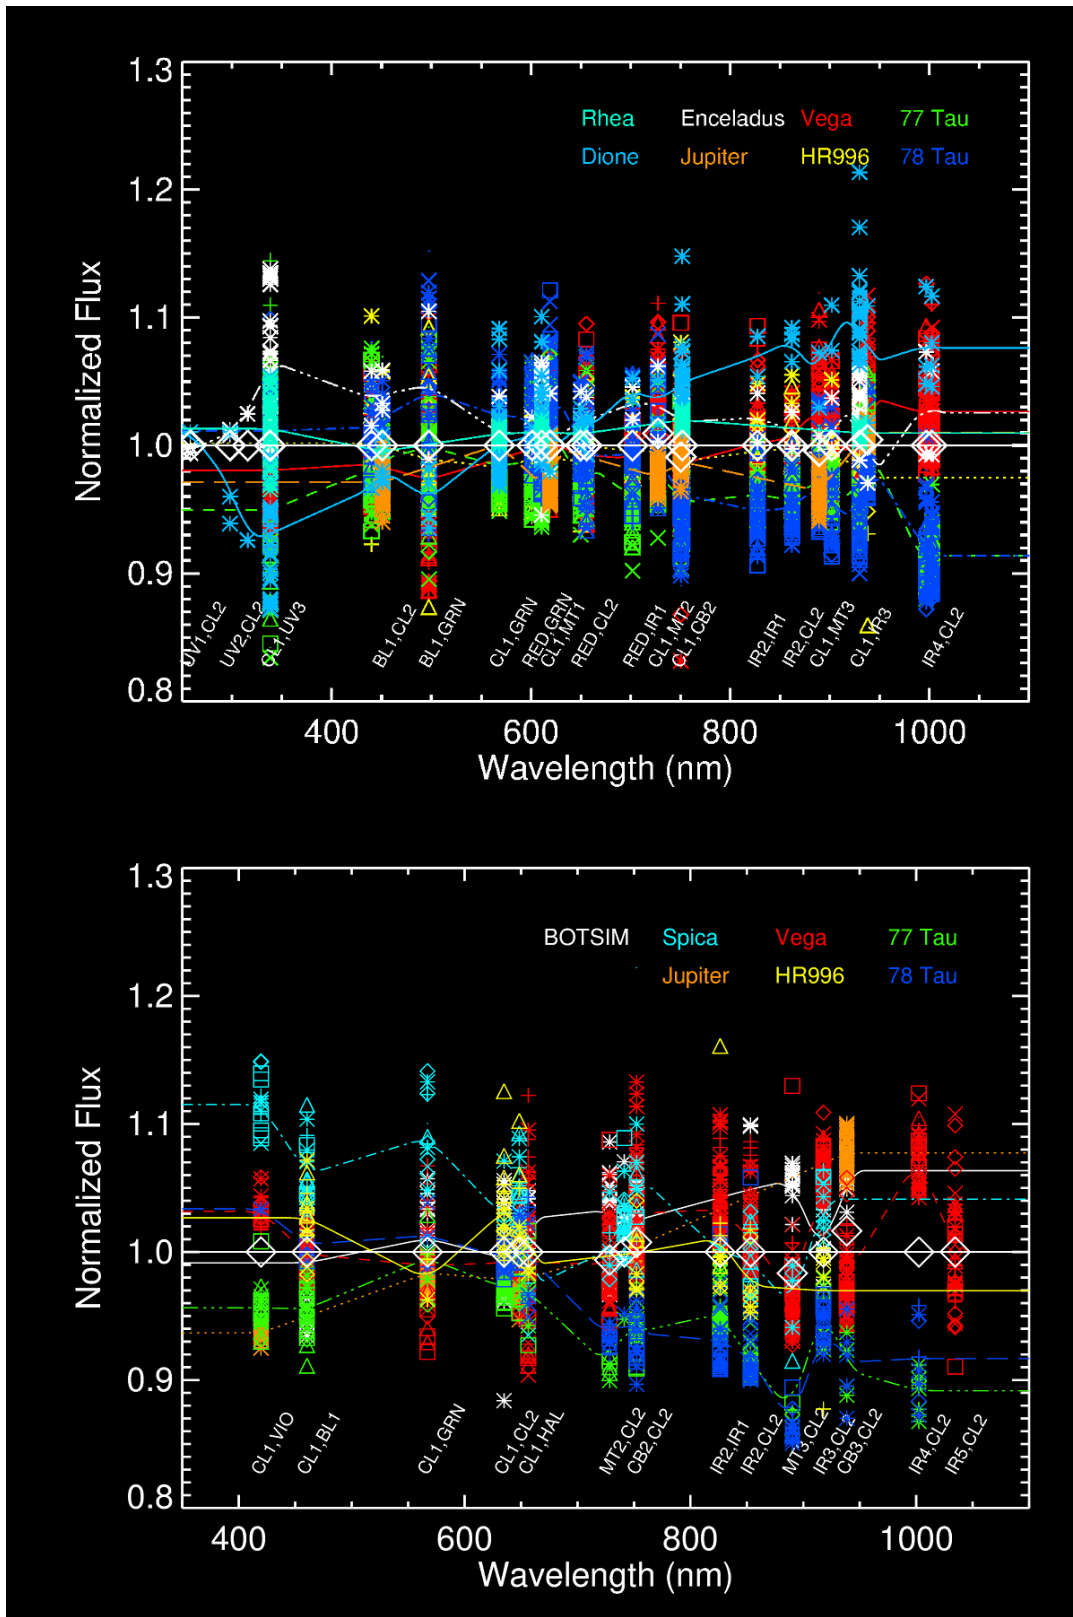 1.3
Rhea Enceladus Vega 77 Tau
Dione Jupiter HR996 78 Tau
1.2
1.1
1.0
0.9
0.8
Normalized Flux
UV1,CL2
UV2,CL2
CL1,UV3
BL1,CL2
BL1,GRN
CL1,GRN
RED,GRN
CL1,MT1
RED,CL2
RED,IR1
CL1,MT2
CL1,CB2
IR2,IR1
IR2,CL2
CL1,MT3
CL1,IR3
IR4,CL2
400 600 800 1000
Wavelength (nm)
1.3
BOTSIM Spica Vega 77 Tau
Jupiter HR996 78 Tau
1.2
1.1
1.0
0.9
0.8
Normalized Flux
CL1,VIO
CL1,BL1
CL1,GRN
CL1,CL2
CL1,HAL
MT2,CL2
CB2,CL2
IR2,IR1
IR2,CL2
MT3,CL2
IR3,CL2
CB3,CL2
IR4,CL2
IR5,CL2
400 600 800 1000
Wavelength (nm)